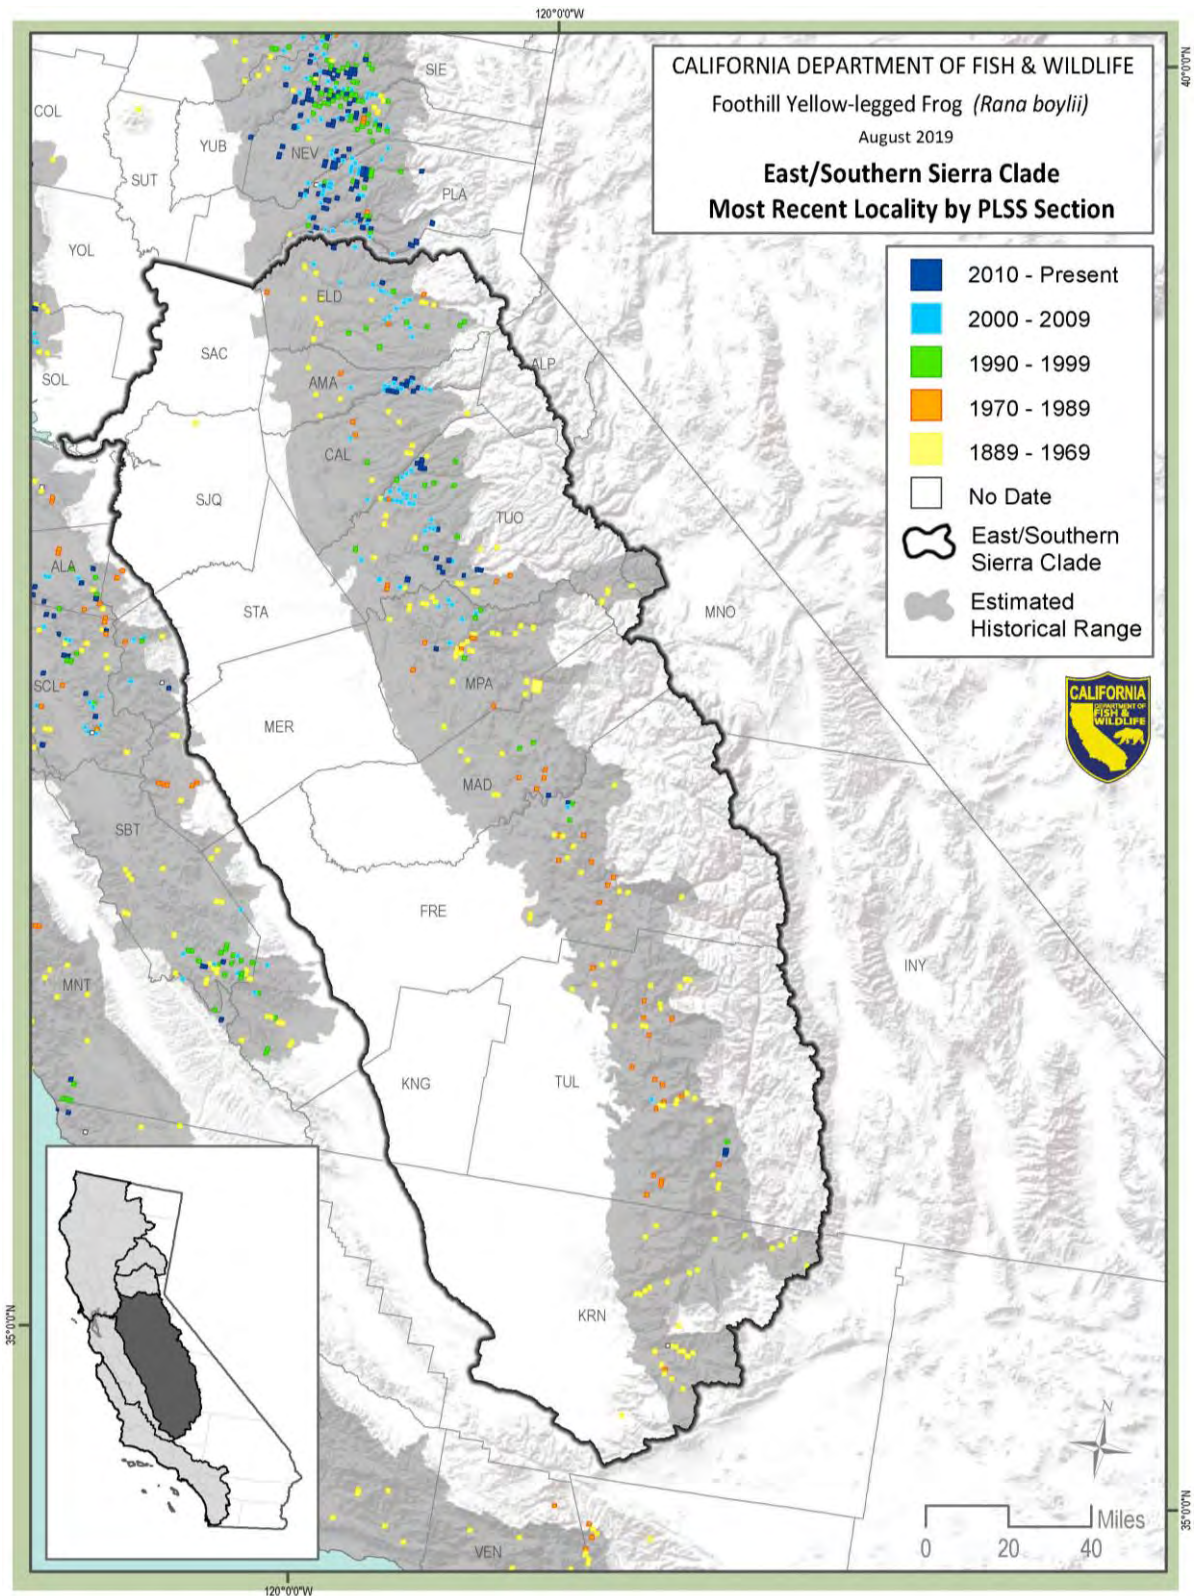 120°0'0"W
40°0'0"N
CALIFORNIA DEPARTMENT OF FISH & WILDLIFE
Foothill Yellow-legged Frog (Rana boylii)
August 2019
East/Southern Sierra Clade
Most Recent Locality by PLSS Section
2010 - Present
2000 - 2009
1990 - 1999
1970 - 1989
1889 - 1969
No Date
East/Southern
Sierra Clade
Estimated
Historical Range
SIE
COL
YUB
NEV
SUT
PLA
YOL
ELD
SAC
ALP
SOL
AMA
CAL
SJQ
TUO
ALA
STA
MNO
SCL
MPA
CALIFORNIA
DEPARTMENT OF
FISH &
WILDLIFE
MER
MAD
SBT
FRE
INY
MNT
KNG
TUL
KRN
35°0'0"N
N
VEN
Miles
0 20 40
35°0'0"N
120°0'0"W